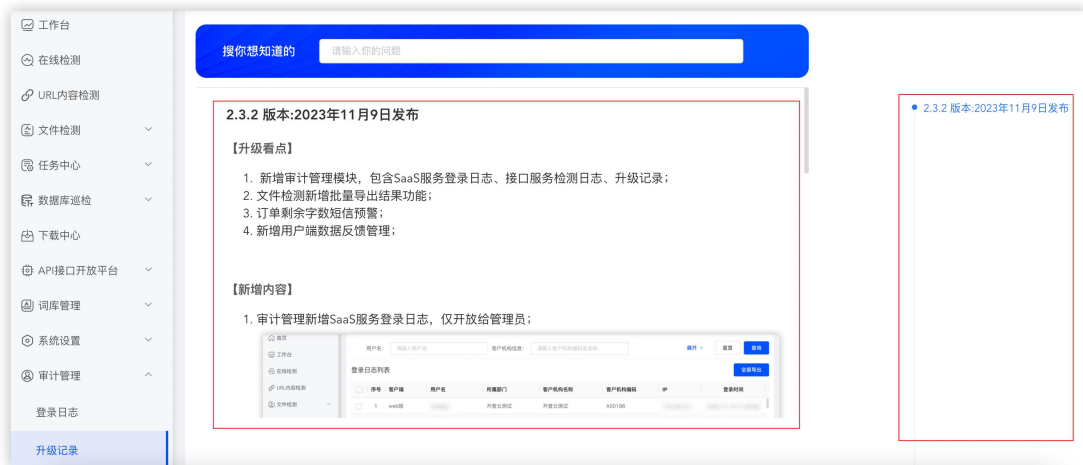 工作台
在线检测
URL内容检测
文件检测
任务中心
数据库巡检
下载中心
API接口开放平台
词库管理
系统设置
审计管理
登录日志
升级记录
搜你想知道的 请输入你的问题
2.3.2 版本:2023年11月9日发布
【升级看点】
1. 新增审计管理模块，包含SaaS服务登录日志、接口服务检测日志、升级记录；
2. 文件检测新增批量导出结果功能；
3. 订单剩余字数短信预警；
4. 新增用户端数据反馈管理；
【新增内容】
1. 审计管理新增SaaS服务登录日志，仅开放给管理员；
首页
工作台
在线检测
URL内容检测
文件检测
用户名: 请输入用户名 客户机构信息: 请输入客户机构编码或名称 展开 重置 查询
登录日志列表 全部导出
序号 客户端 用户名 所属部门 客户机构名称 客户机构编码 IP 登录时间
1 web端 开普云测试 开普云测试 A00196
2.3.2 版本:2023年11月9日发布